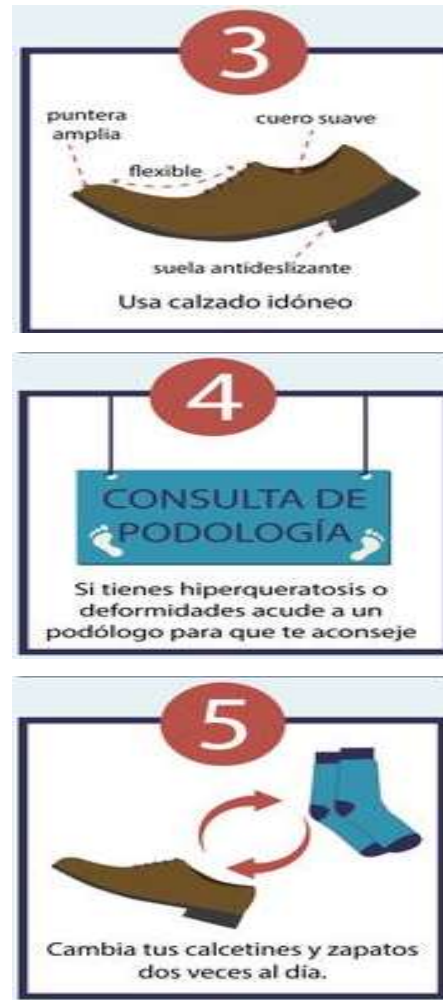 3
puntera
amplia
cuero suave
flexible
suela antideslizante
Usa calzado idóneo
4
CONSULTA DE
PODOLOGÍA
Si tienes hiperqueratosis o
deformidades acude a un
podólogo para que te aconseje
5
Cambia tus calcetines y zapatos
dos veces al día.